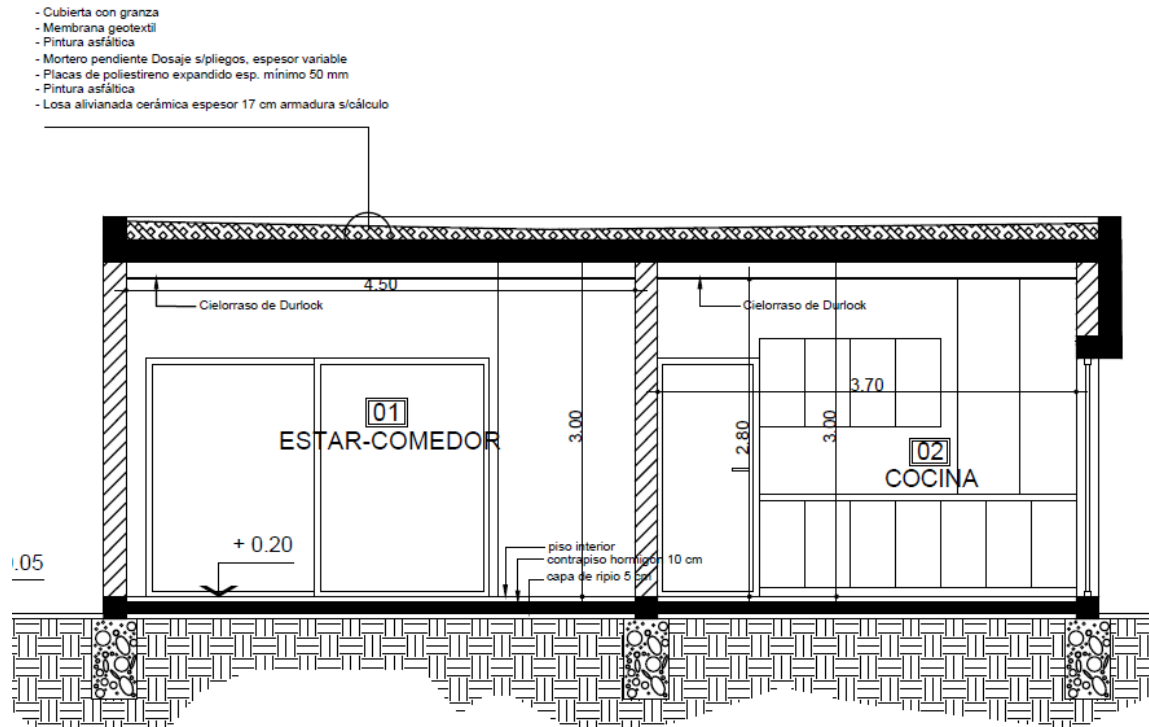 - Cubierta con granza
- Membrana geotextil
- Pintura asfáltica
- Mortero pendiente Dosaje s/pliegos, espesor variable
- Placas de poliestireno expandido esp. mínimo 50 mm
- Pintura asfáltica
- Losa alivianada cerámica espesor 17 cm armadura s/cálculo
4.50
Cielorraso de Durlock
Cielorraso de Durlock
3.70
01
ESTAR-COMEDOR
3.00
2.80
3.00
02
COCINA
+ 0.20
.05
piso interior
contrapiso hormigón 10 cm
capa de ripio 5 cm